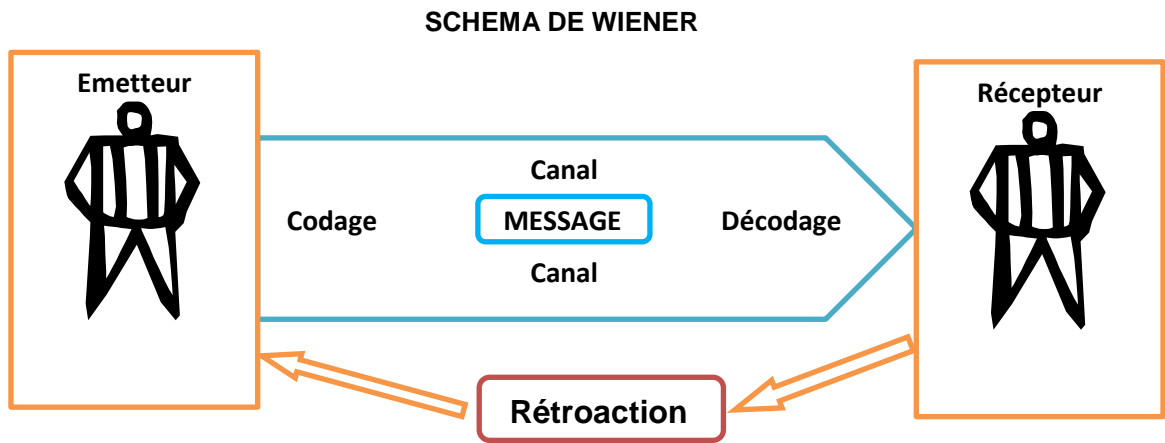 SCHEMA DE WIENER
Emetteur
Récepteur
Canal
Codage
MESSAGE
Décodage
Canal
Rétroaction